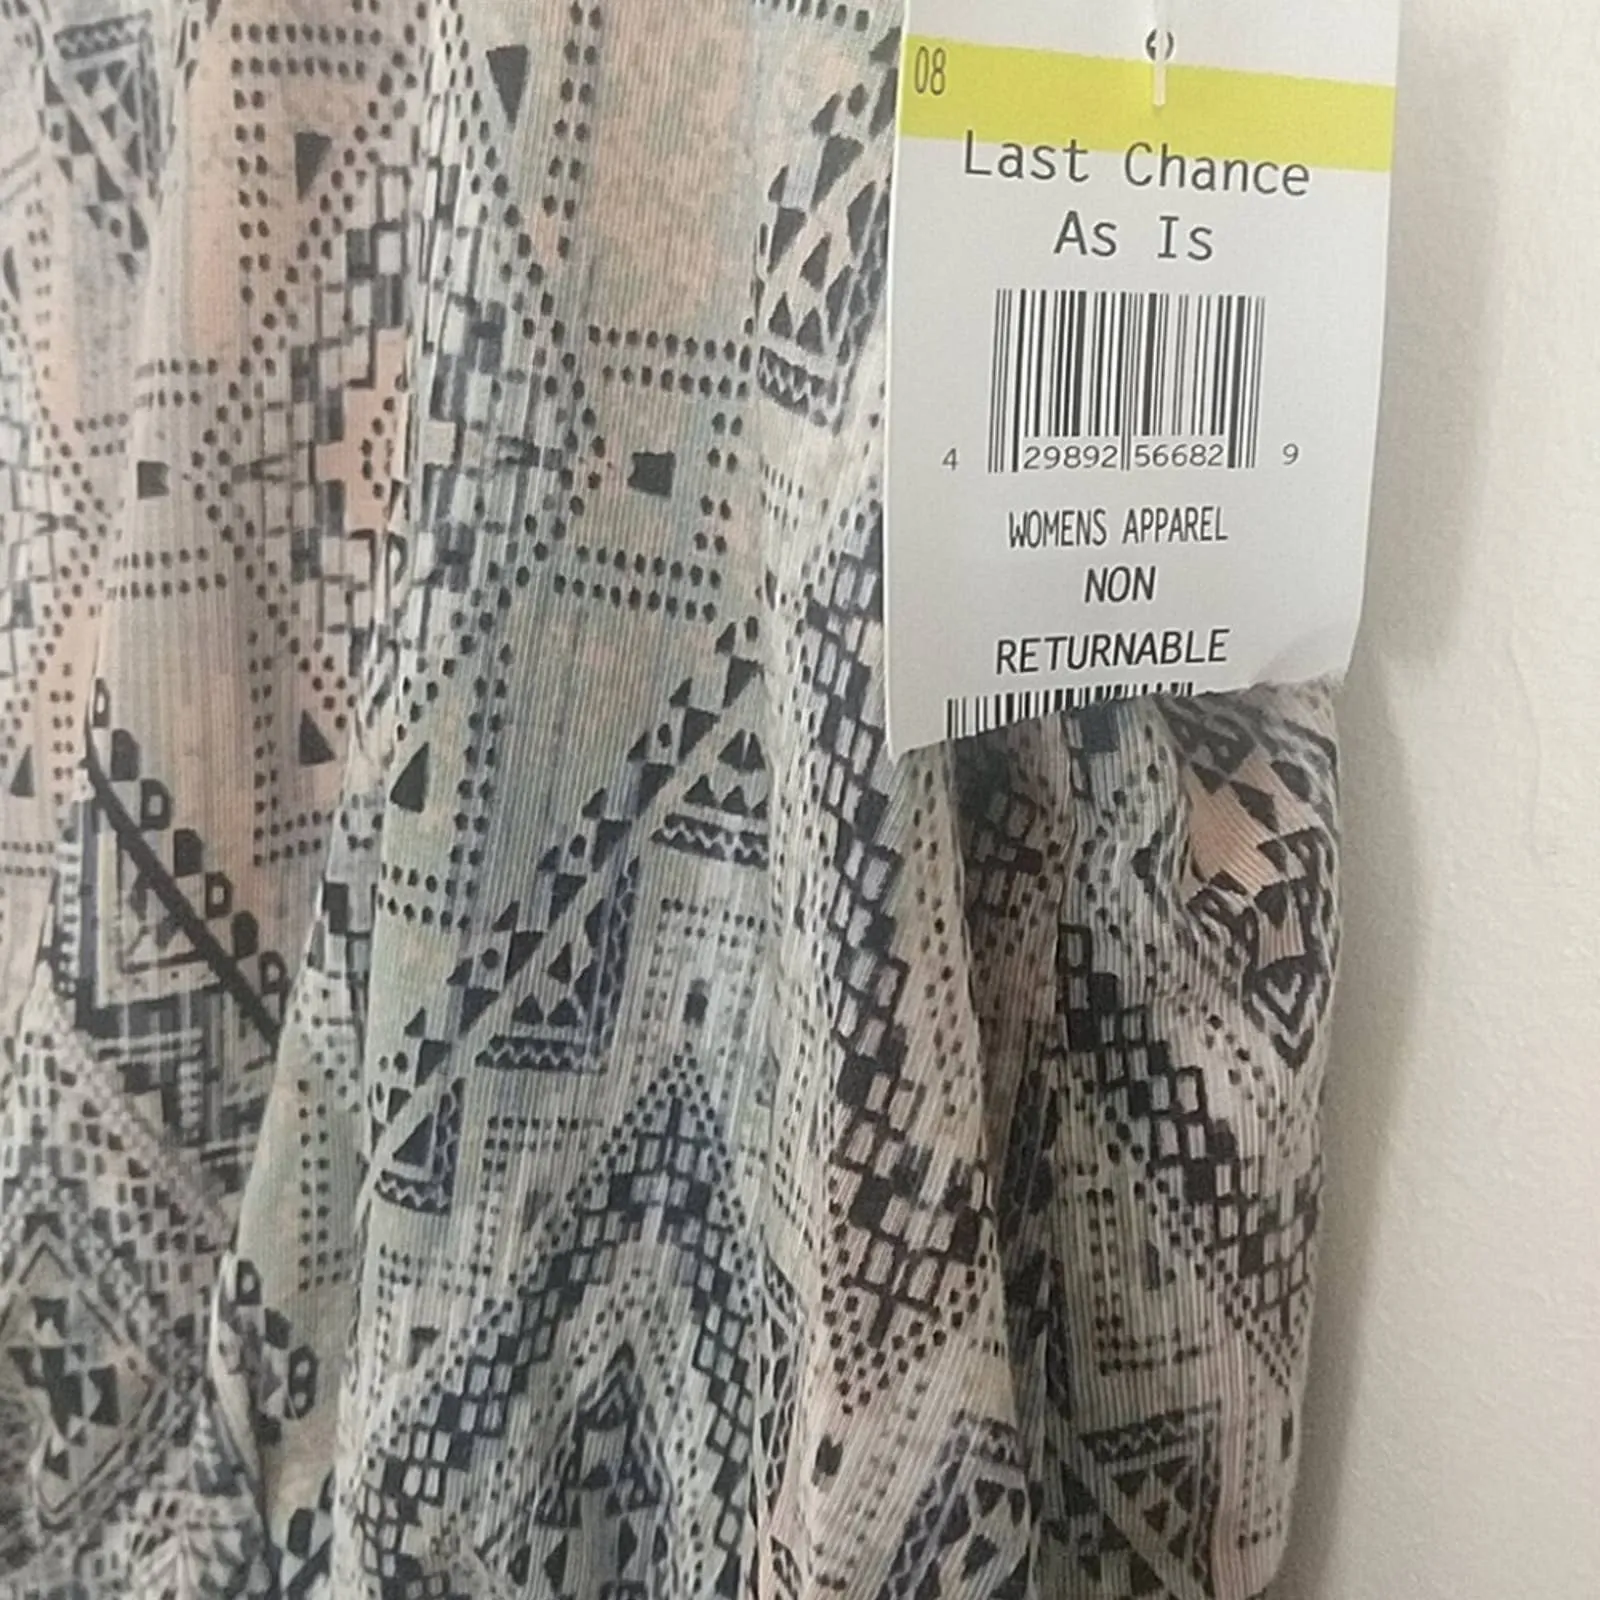 08
Last Chance
As Is
4 29892 56682 9
WOMENS APPAREL
NON
RETURNABLE